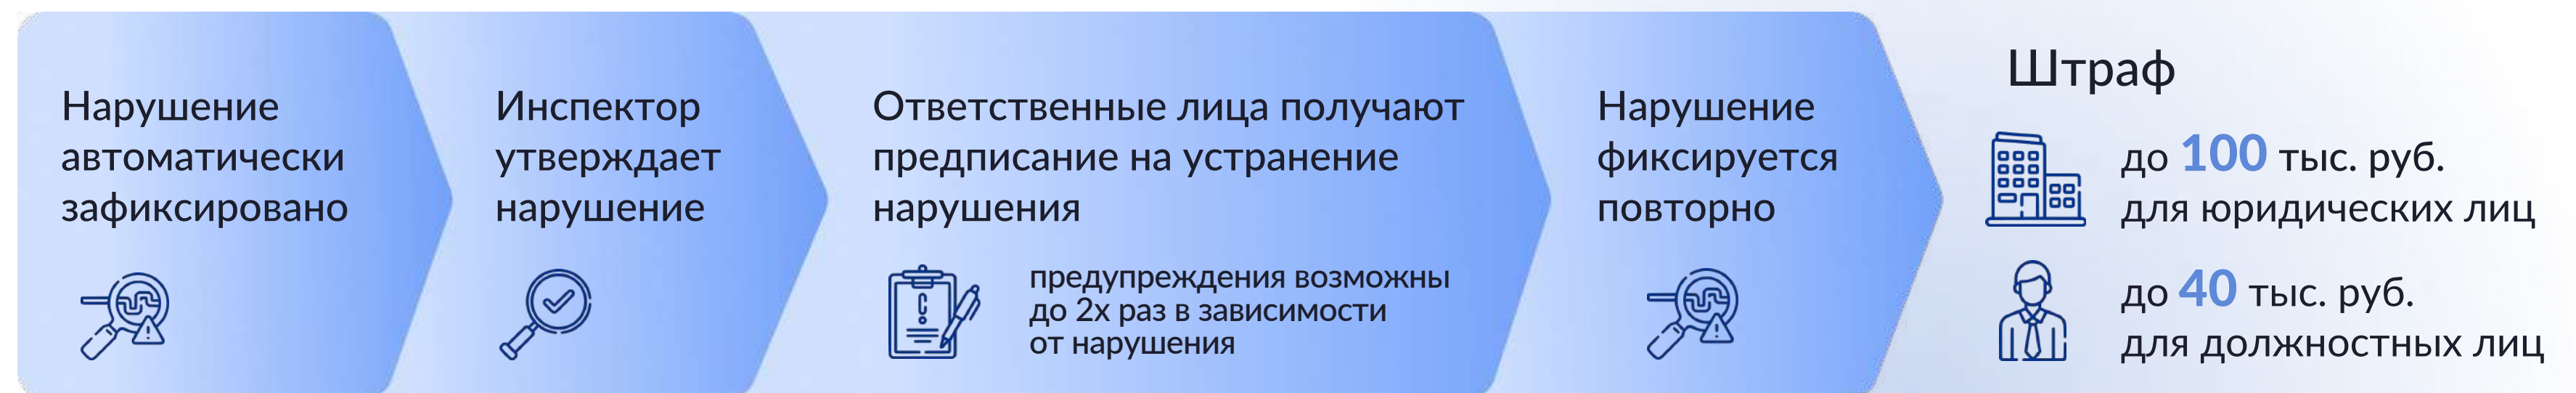 Нарушение
автоматически
зафиксировано
Инспектор
утверждает
нарушение
Ответственные лица получают
предписание на устранение
нарушения
предупреждения возможны
до 2х раз в зависимости
от нарушения
Нарушение
фиксируется
повторно
Штраф
до 100 тыс. руб.
для юридических лиц
до 40 тыс. руб.
для должностных лиц